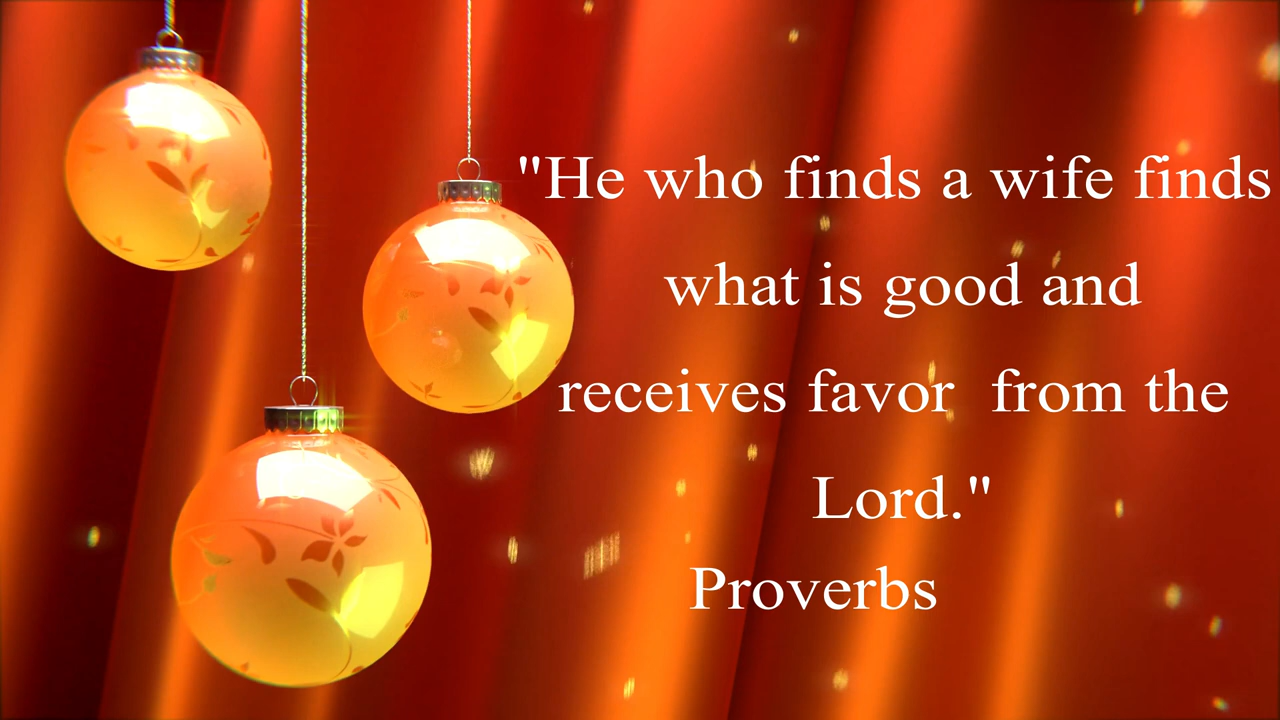 "He who finds a wife finds
what is good and
receives favor  from the
Lord."
Proverbs